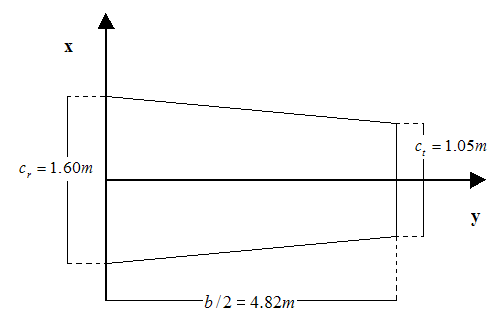 x
c_t = 1.05m
c_r = 1.60m
y
b / 2 = 4.82m